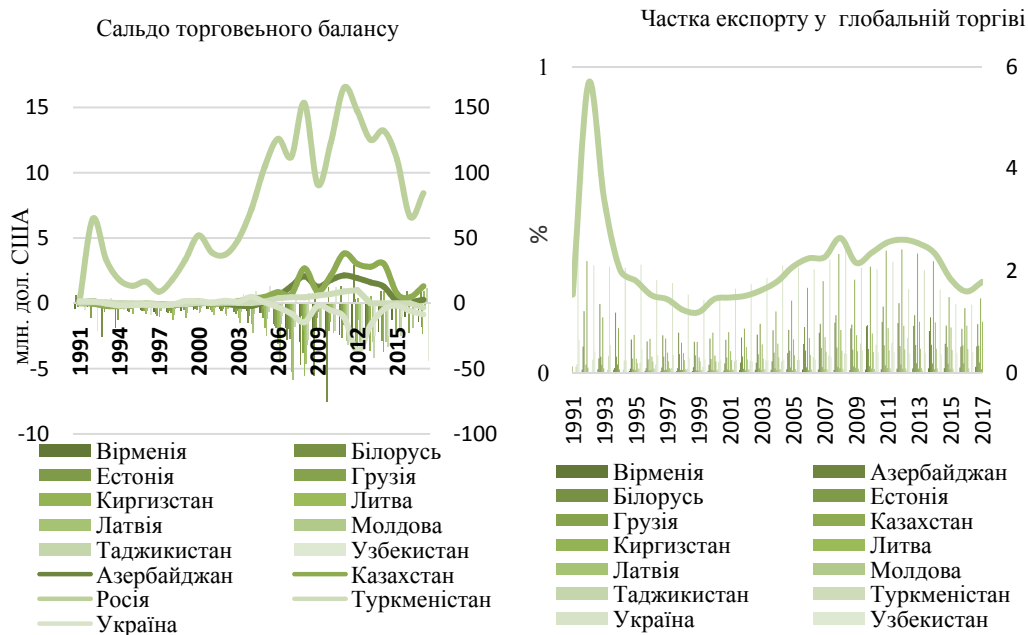 Сальдо торговеьного балансу
млн. дол. США
15
10
5
0
-5
-10
150
100
50
0
-50
-100
1991
1994
1997
2000
2003
2006
2009
2012
2015
Вірменія Білорусь
Естонія Грузія
Киргизстан Литва
Латвія Молдова
Таджикистан Узбекистан
Азербайджан Казахстан
Росія Туркменістан
Україна
Частка експорту у глобальній торгіві
%
1
0
6
4
2
0
1991
1993
1995
1997
1999
2001
2003
2005
2007
2009
2011
2013
2015
2017
Вірменія Азербайджан
Білорусь Естонія
Грузія Казахстан
Киргизстан Литва
Латвія Молдова
Таджикистан Туркменістан
Україна Узбекистан